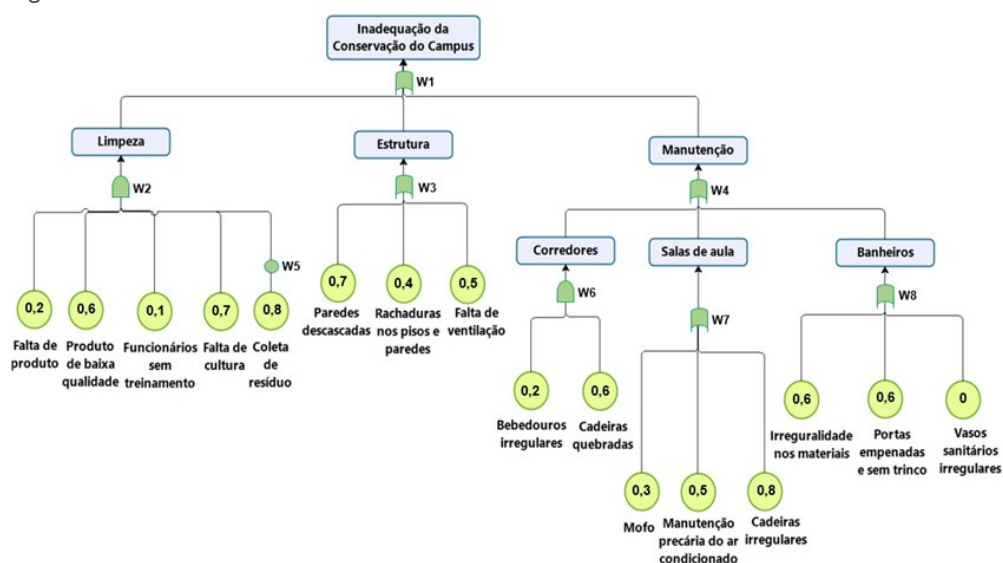 Inadequação da
Conservação do Campus
W1
Limpeza
Estrutura
Manutenção
W2
W3
W4
Corredores
Salas de aula
Banheiros
W5
W6
W7
W8
0,2
0,6
0,1
0,7
0,8
0,7
0,4
0,5
Falta de
produto
Produto
de baixa
qualidade
Funcionários
sem
treinamento
Falta de
cultura
Coleta
de
resíduo
Paredes
descascadas
Rachaduras
nos pisos e
paredes
Falta de
ventilação
0,2
0,6
Bebedouros
irregulares
Cadeiras
quebradas
0,3
0,5
0,8
Mofo
Manutenção
precária do ar
condicionado
Cadeiras
irregulares
0,6
0,6
0
Irreguralidade
nos materiais
Portas
empenadas
e sem trinco
Vasos
sanitários
irregulares